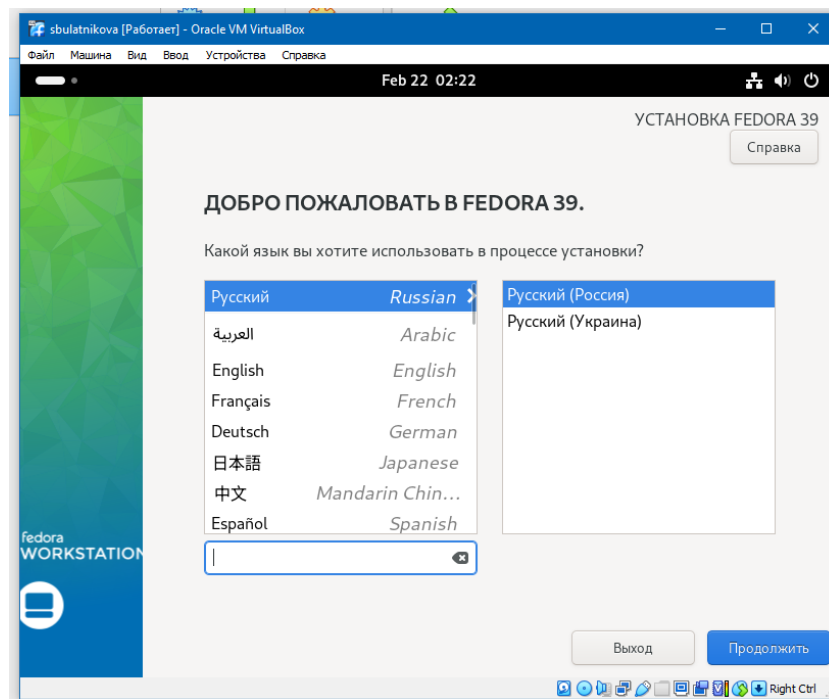 sbulatnikova [Работает] - Oracle VM VirtualBox
Файл Машина Вид Ввод Устройства Справка
Feb 22 02:22
УСТАНОВКА FEDORA 39
Справка
ДОБРО ПОЖАЛОВАТЬ В FEDORA 39.
Какой язык вы хотите использовать в процессе установки?
Русский Russian
Русский (Россия)
Русский (Украина)
العربية Arabic
English English
Français French
Deutsch German
日本語 Japanese
中文 Mandarin Chin...
Español Spanish
fedora
WORKSTATION
Выход
Продолжить
Right Ctrl